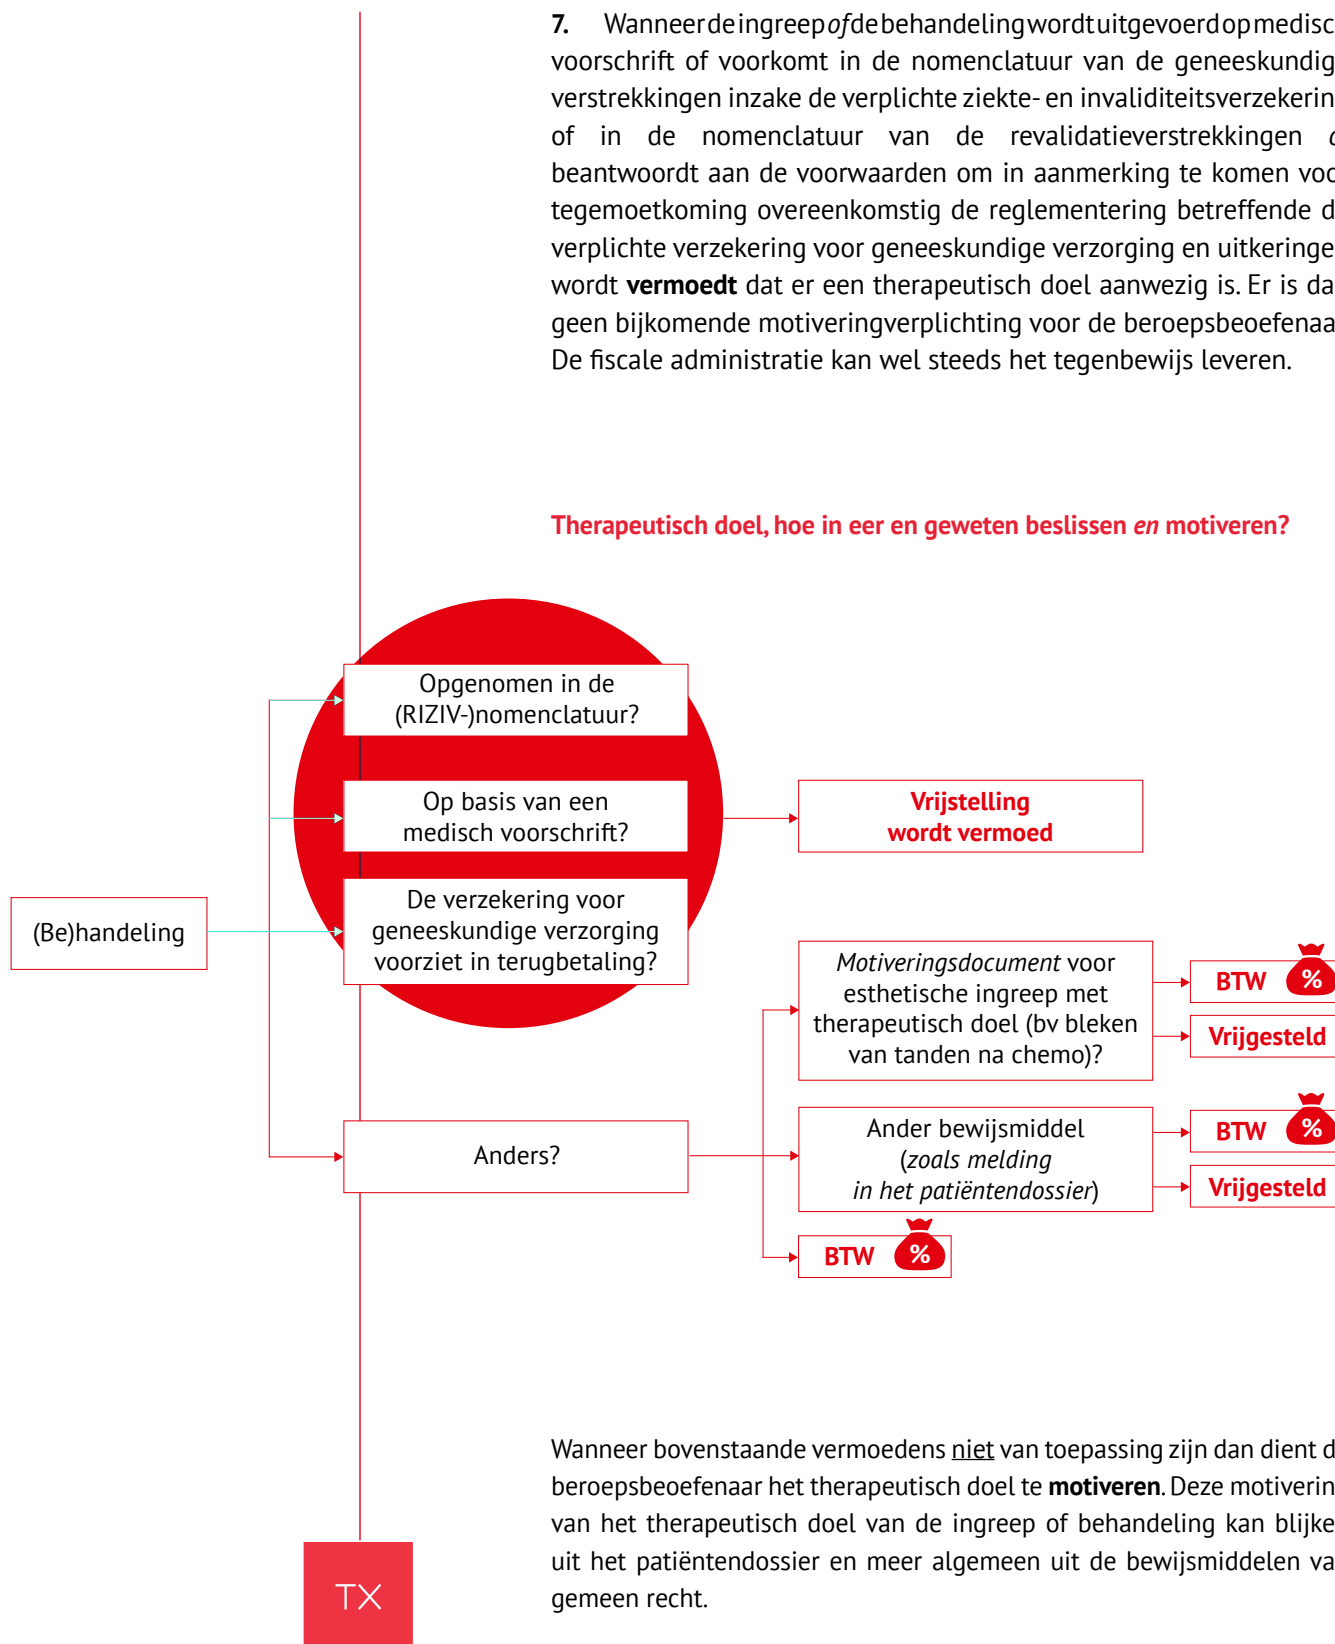 7. Wanneer de ingreep of de behandeling wordt uitgevoerd op medisc
voorschrift of voorkomt in de nomenclatuur van de geneeskundig
verstrekkingen inzake de verplichte ziekte- en invaliditeitsverzekerin
of in de nomenclatuur van de revalidatieverstrekkingen
beantwoordt aan de voorwaarden om in aanmerking te komen voo
tegemoetkoming overeenkomstig de reglementering betreffende d
verplichte verzekering voor geneeskundige verzorging en uitkeringe
wordt vermoedt dat er een therapeutisch doel aanwezig is. Er is da
geen bijkomende motiveringverplichting voor de beroepsbeoefenaa
De fiscale administratie kan wel steeds het tegenbewijs leveren.
Therapeutisch doel, hoe in eer en geweten beslissen en motiveren?
Opgenomen in de
(RIZIV-)nomenclatuur?
Op basis van een
medisch voorschrift?
Vrijstelling
wordt vermoed
De verzekering voor
geneeskundige verzorging
voorziet in terugbetaling?
(Be)handeling
Motiveringsdocument voor
esthetische ingreep met
therapeutisch doel (bv bleken
van tanden na chemo)?
BTW %
Vrijgesteld
Anders?
Ander bewijsmiddel
(zoals melding
in het patiëntendossier)
BTW %
Vrijgesteld
BTW %
Wanneer bovenstaande vermoedens niet van toepassing zijn dan dient d
beroepsbeoefenaar het therapeutisch doel te motiveren. Deze motiverin
van het therapeutisch doel van de ingreep of behandeling kan blijke
uit het patiëntendossier en meer algemeen uit de bewijsmiddelen va
gemeen recht.
TX